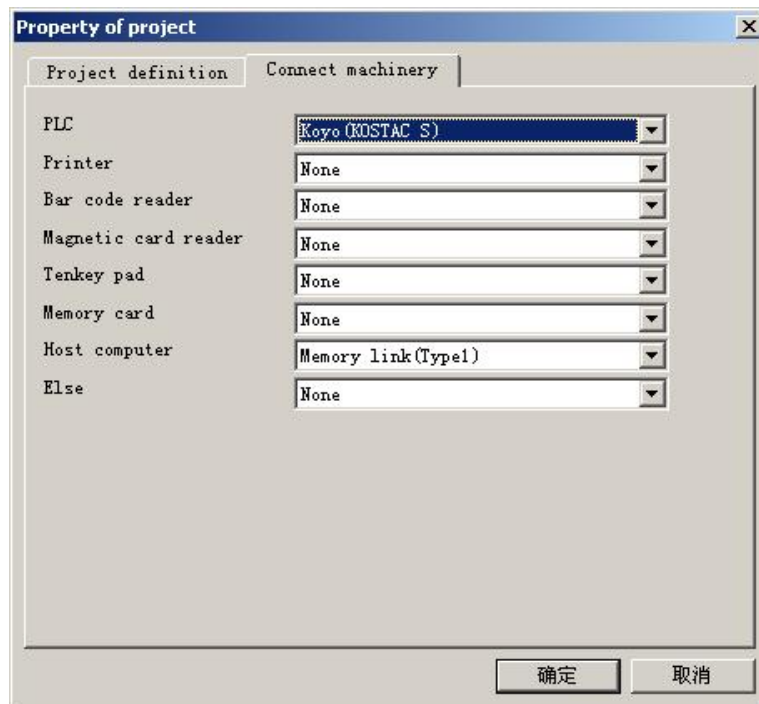 Property of project
Project definition Connect machinery
PLC Koyo(KOSTAC S)
Printer None
Bar code reader None
Magnetic card reader None
Tenkey pad None
Memory card None
Host computer Memory link(Type1)
Else None
确定 取消